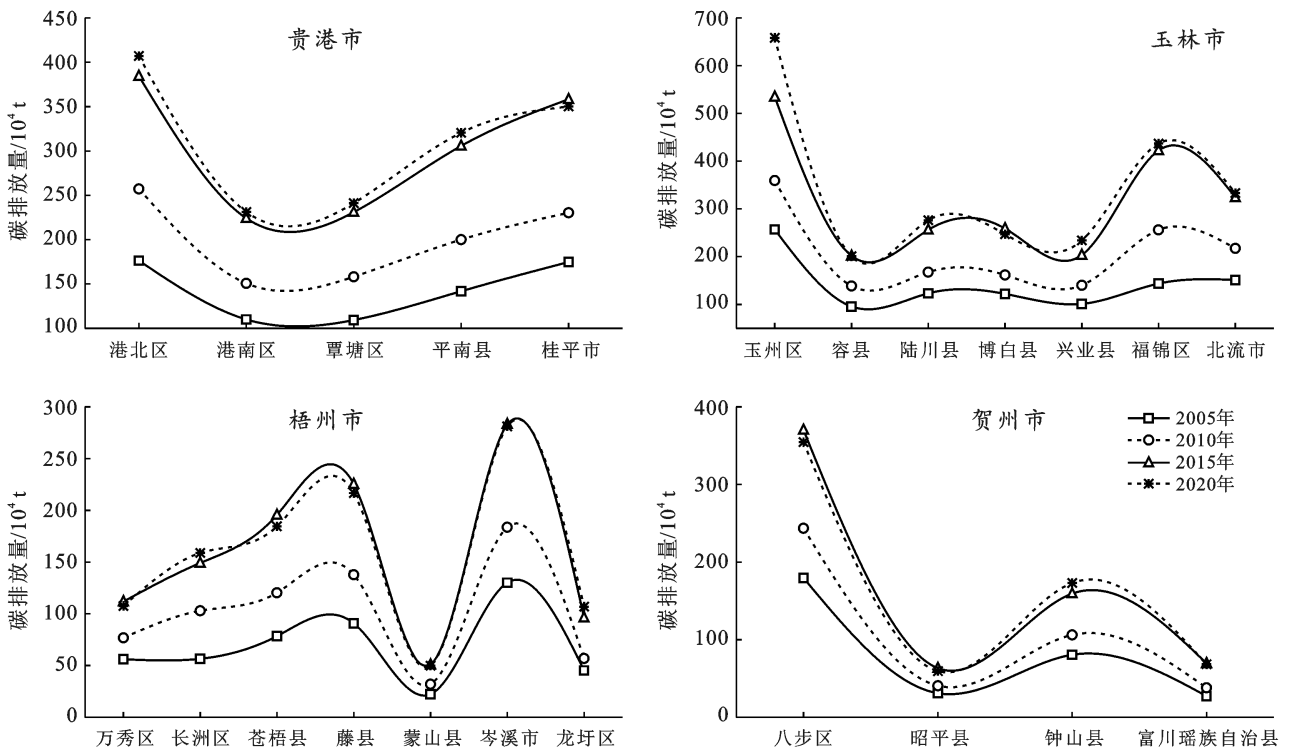 贵港市
碳排放量/10⁴ t
450
400
350
300
250
200
150
100
港北区 港南区 覃塘区 平南县 桂平市
玉林市
碳排放量/10⁴ t
700
600
500
400
300
200
100
玉州区 容县 陆川县 博白县 兴业县 福锦区 北流市
梧州市
碳排放量/10⁴ t
300
250
200
150
100
50
0
万秀区 长洲区 苍梧县 藤县 蒙山县 岑溪市 龙圩区
贺州市
碳排放量/10⁴ t
400
300
200
100
0
2005年
2010年
2015年
2020年
八步区 昭平县 钟山县 富川瑶族自治县